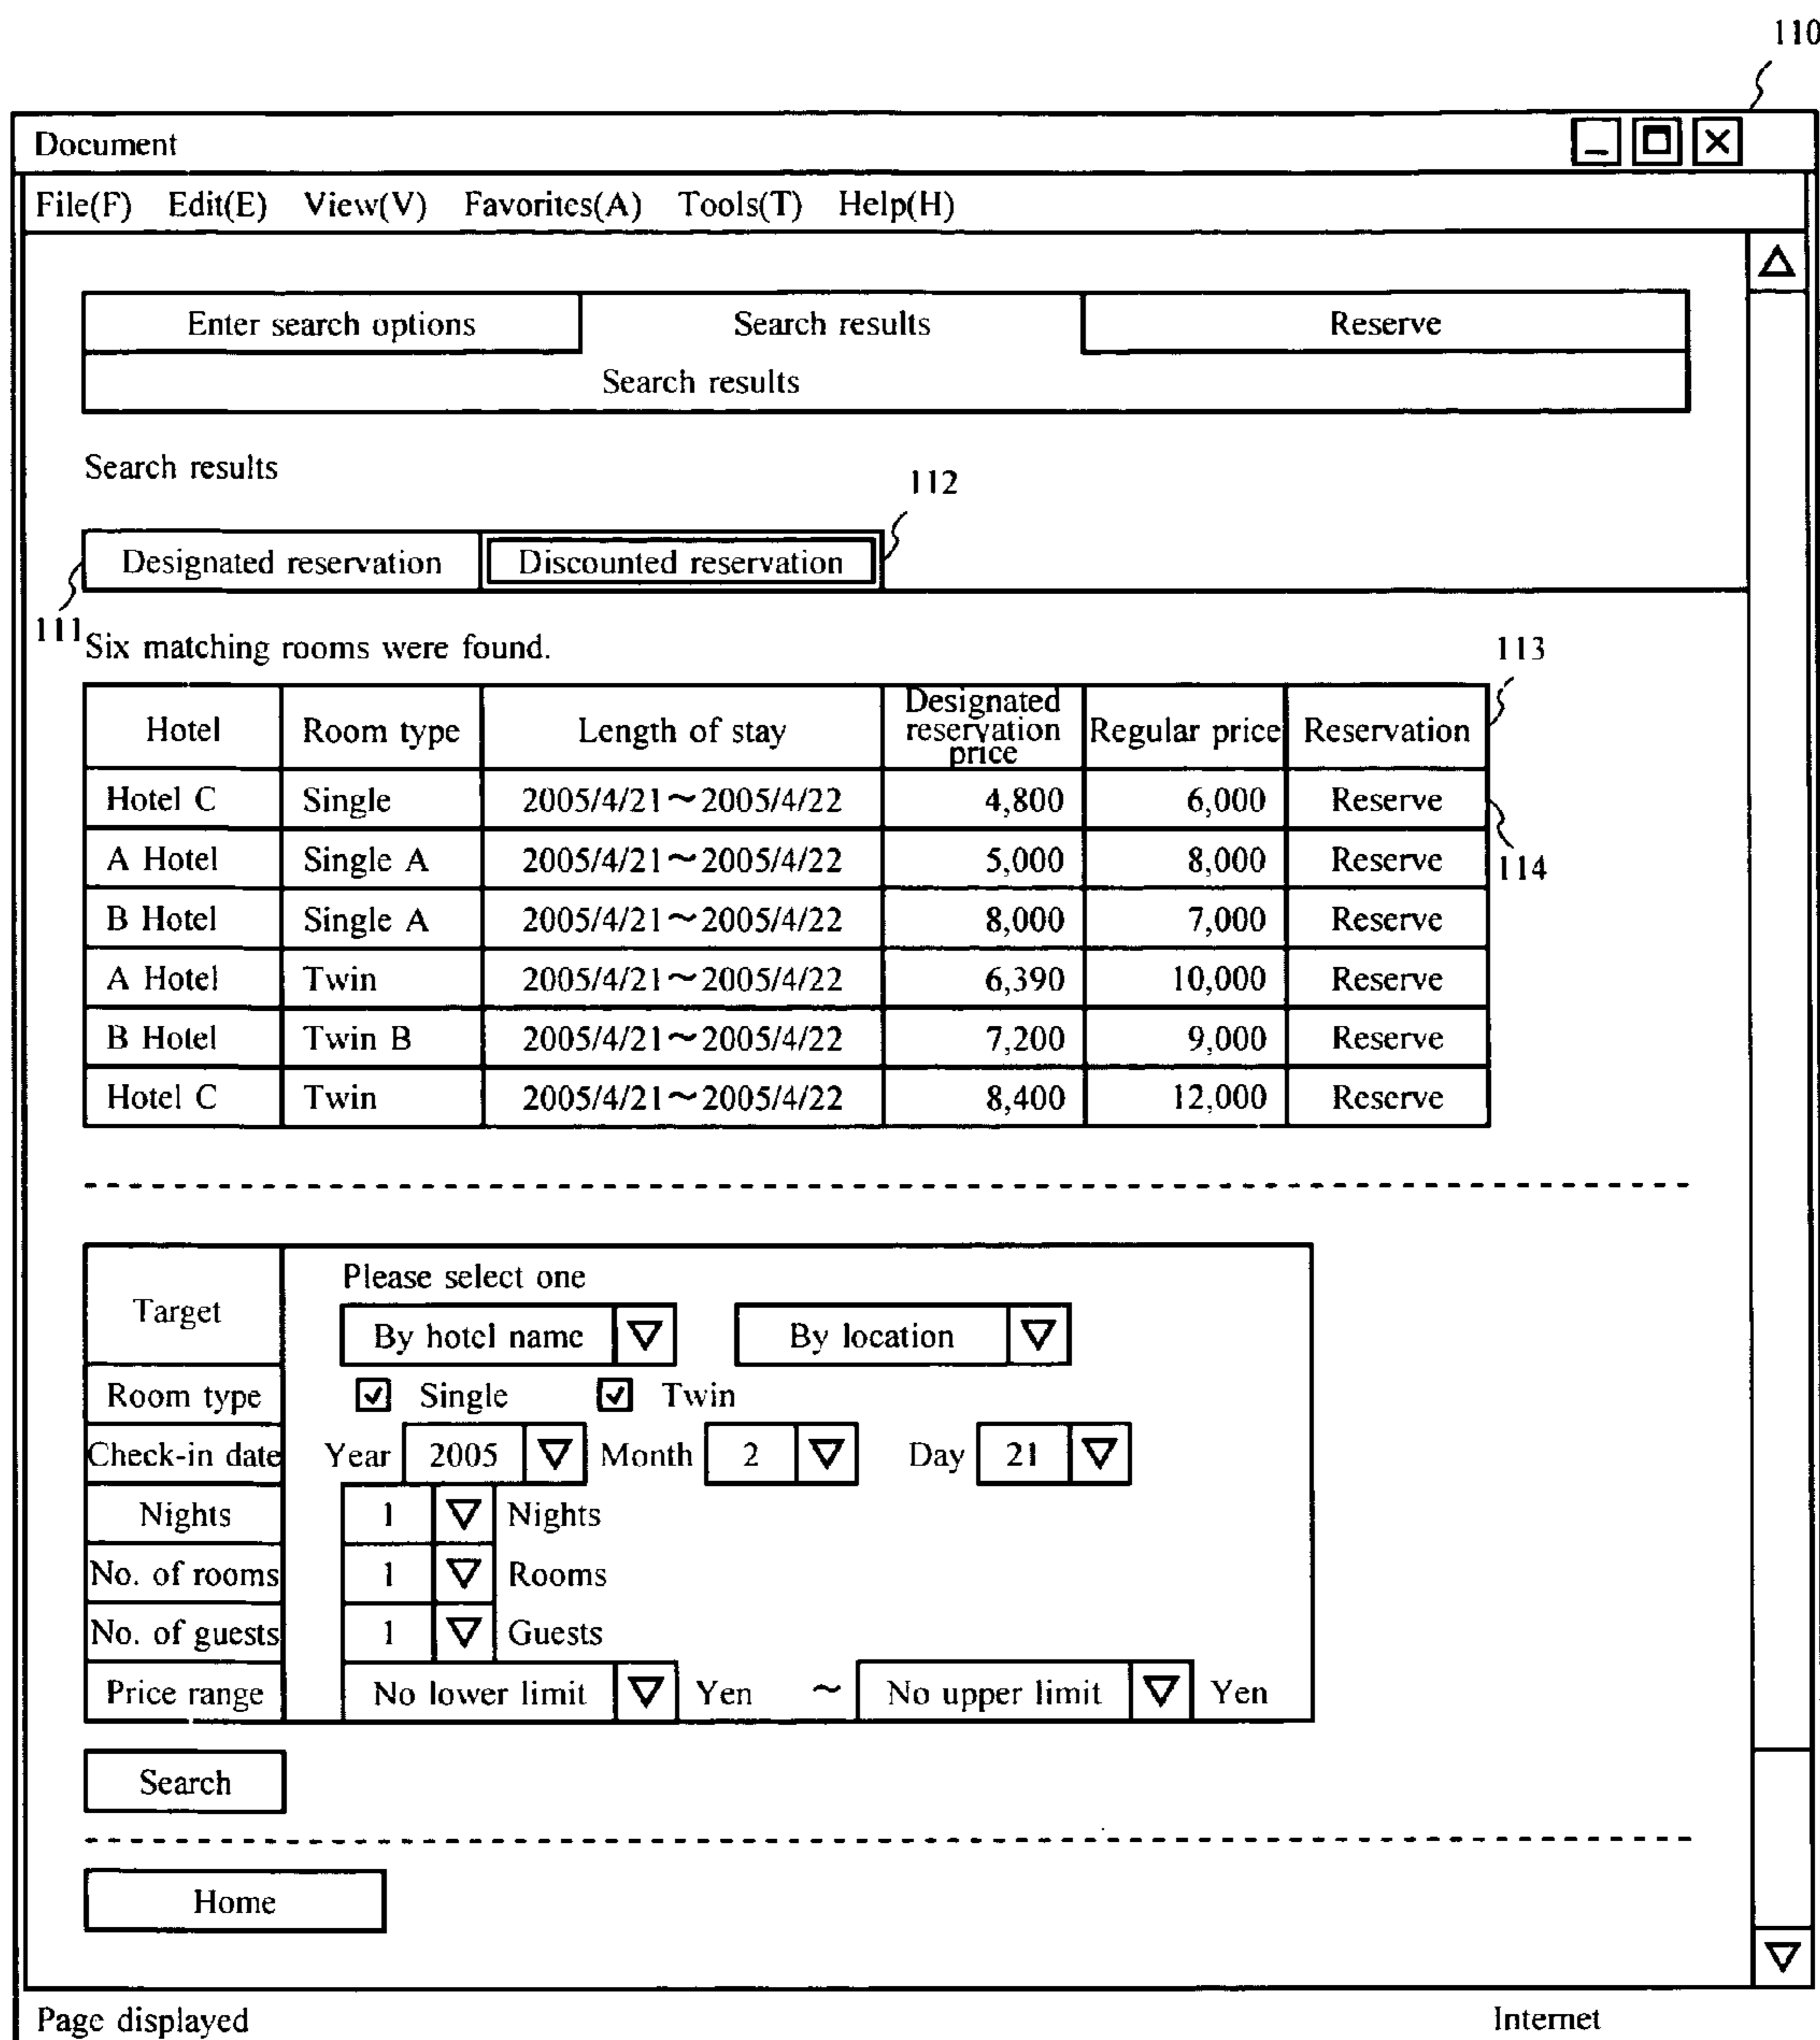 110
Document
File(F) Edit(E) View(V) Favorites(A) Tools(T) Help(H)
Enter search options Search results Reserve
Search results
Search results
112
Designated reservation Discounted reservation
111
Six matching rooms were found.
113
Hotel Room type Length of stay Designated reservation price Regular price Reservation
Hotel C Single 2005/4/21～2005/4/22 4,800 6,000 Reserve
A Hotel Single A 2005/4/21～2005/4/22 5,000 8,000 Reserve
114
B Hotel Single A 2005/4/21～2005/4/22 8,000 7,000 Reserve
A Hotel Twin 2005/4/21～2005/4/22 6,390 10,000 Reserve
B Hotel Twin B 2005/4/21～2005/4/22 7,200 9,000 Reserve
Hotel C Twin 2005/4/21～2005/4/22 8,400 12,000 Reserve
Target Please select one
By hotel name By location
Room type Single Twin
Check-in date Year 2005 Month 2 Day 21
Nights 1 Nights
No. of rooms 1 Rooms
No. of guests 1 Guests
Price range No lower limit Yen ～ No upper limit Yen
Search
Home
Page displayed Internet